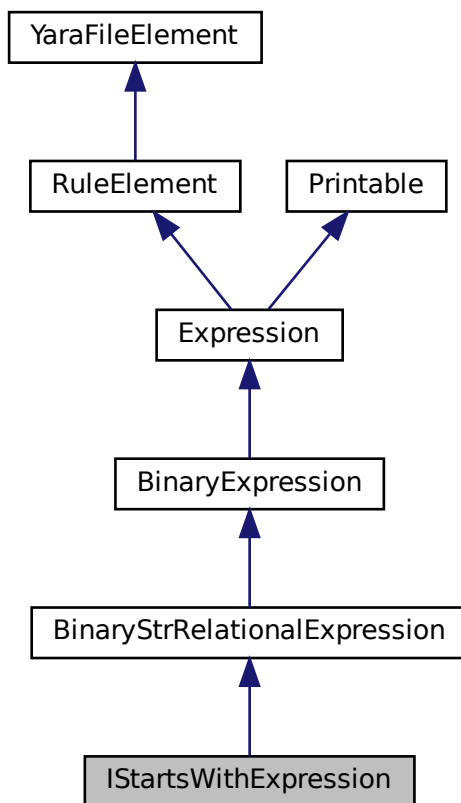 YaraFileElement
RuleElement
Printable
Expression
BinaryExpression
BinaryStrRelationalExpression
IStartsWithExpression